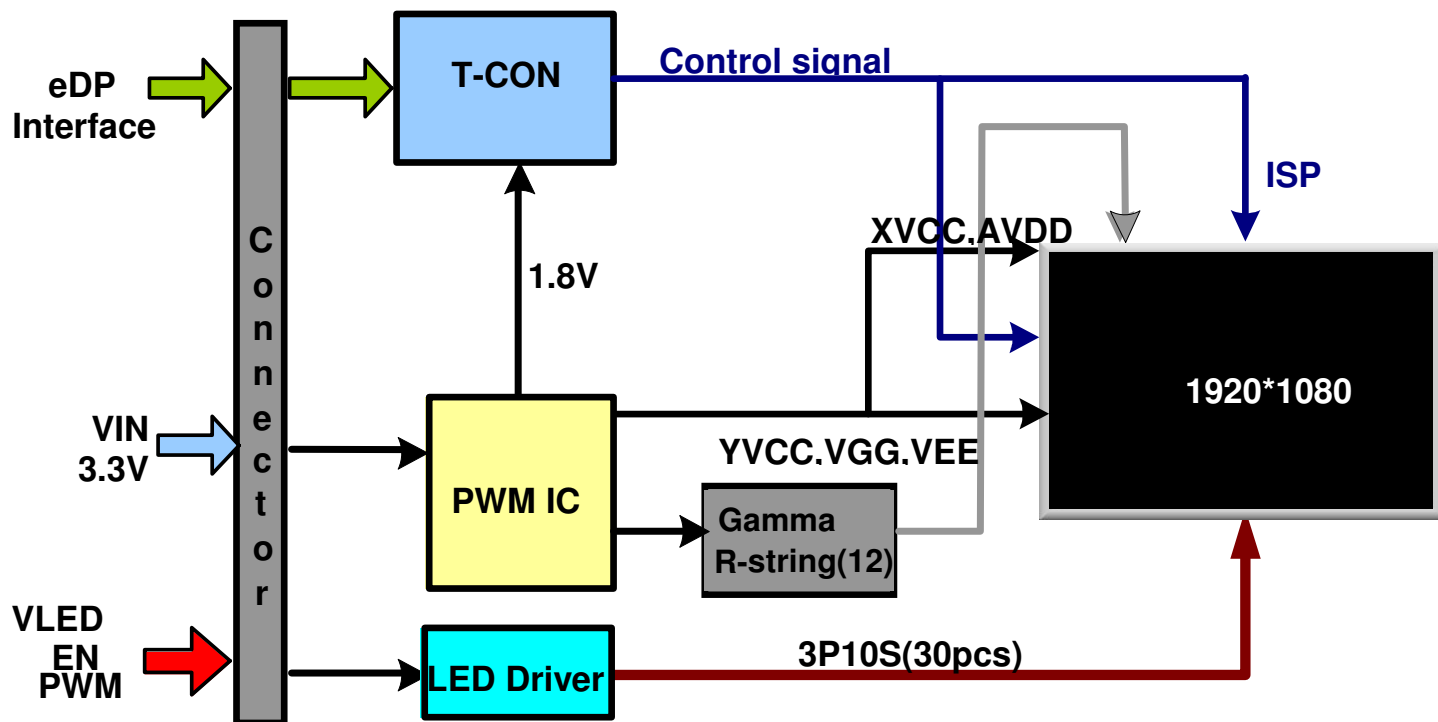 eDP
Interface
Connector
T-CON
Control signal
ISP
XVCC,AVDD
1.8V
1920*1080
VIN
3.3V
PWM IC
YVCC,VGG,VEE
Gamma
R-string(12)
VLED
EN
PWM
LED Driver
3P10S(30pcs)